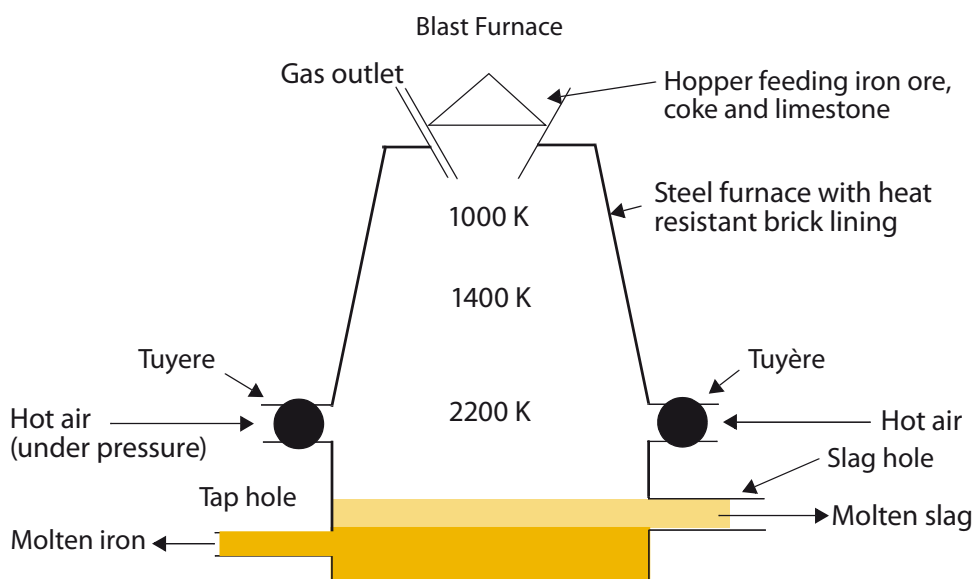 Blast Furnace
Gas outlet
Hopper feeding iron ore,
coke and limestone
1000 K
Steel furnace with heat
resistant brick lining
1400 K
Tuyere
Tuyère
2200 K
Hot air
(under pressure)
Hot air
Slag hole
Tap hole
Molten slag
Molten iron